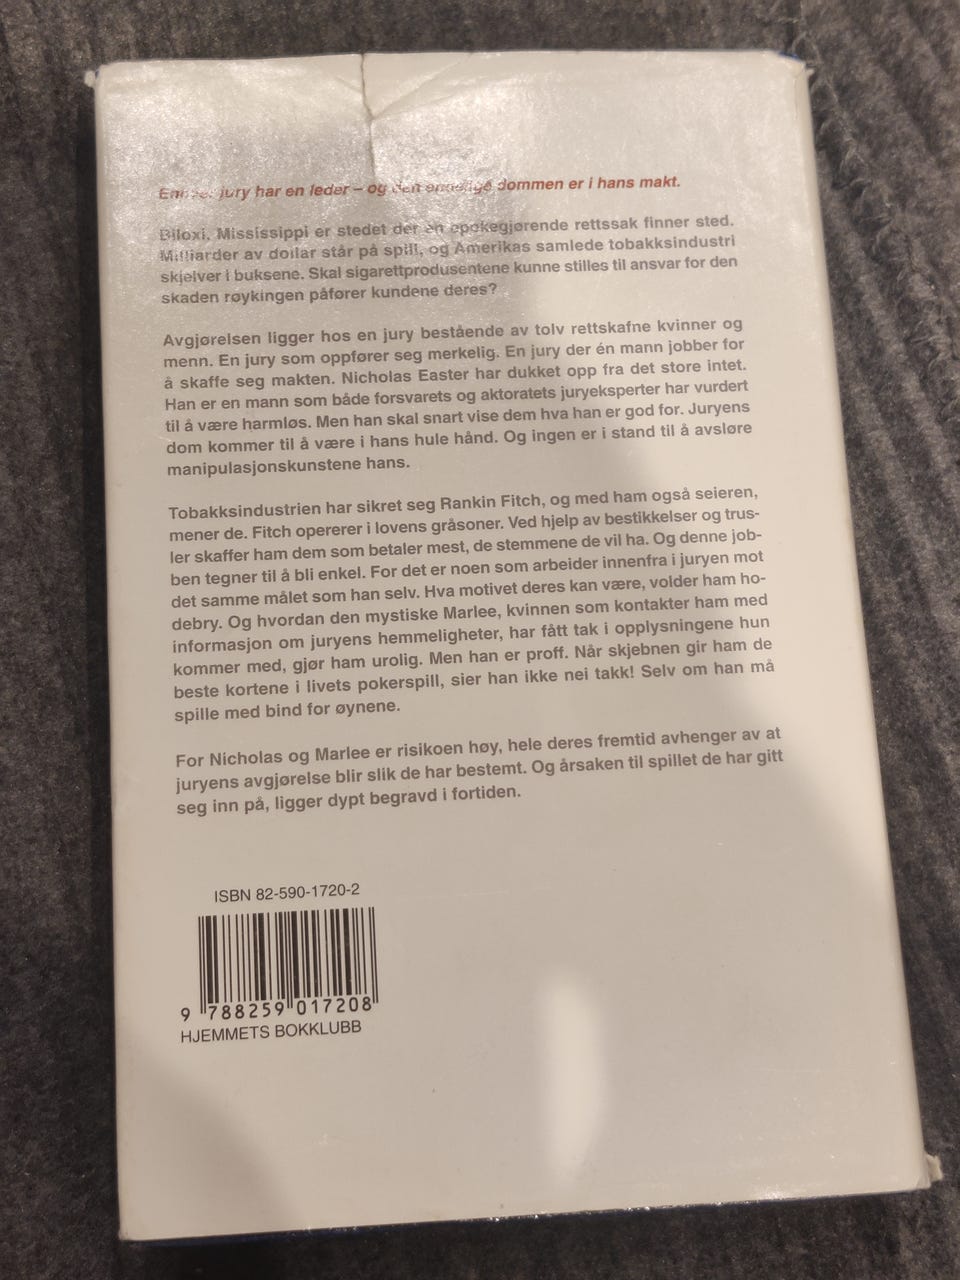 Enhver jury har en leder – og den endelige dommen er i hans makt.
Biloxi, Mississippi er stedet der en epokegjørende rettssak finner sted.
Milliarder av dollar står på spill, og Amerikas samlede tobakksindustri
skjelver i buksene. Skal sigarettprodusentene kunne stilles til ansvar for den
skaden røykingen påfører kundene deres?
Avgjørelsen ligger hos en jury bestående av tolv rettskafne kvinner og
menn. En jury som oppfører seg merkelig. En jury der én mann jobber for
å skaffe seg makten. Nicholas Easter har dukket opp fra det store intet.
Han er en mann som både forsvarets og aktoratets juryeksperter har vurdert
til å være harmløs. Men han skal snart vise dem hva han er god for. Juryens
dom kommer til å være i hans hule hånd. Og ingen er i stand til å avsløre
manipulasjonskunstene hans.
Tobakksindustrien har sikret seg Rankin Fitch, og med ham også seieren,
mener de. Fitch opererer i lovens gråsoner. Ved hjelp av bestikkelser og trus-
ler skaffer ham dem som betaler mest, de stemmene de vil ha. Og denne job-
ben tegner til å bli enkel. For det er noen som arbeider innenfra i juryen mot
det samme målet som han selv. Hva motivet deres kan være, volder ham ho-
debry. Og hvordan den mystiske Marlee, kvinnen som kontakter ham med
informasjon om juryens hemmeligheter, har fått tak i opplysningene hun
kommer med, gjør ham urolig. Men han er proff. Når skjebnen gir ham de
beste kortene i livets pokerspill, sier han ikke nei takk! Selv om han må
spille med bind for øynene.
For Nicholas og Marlee er risikoen høy, hele deres fremtid avhenger av at
juryens avgjørelse blir slik de har bestemt. Og årsaken til spillet de har gitt
seg inn på, ligger dypt begravd i fortiden.
ISBN 82-590-1720-2
9 788259 017208
HJEMMETS BOKKLUBB